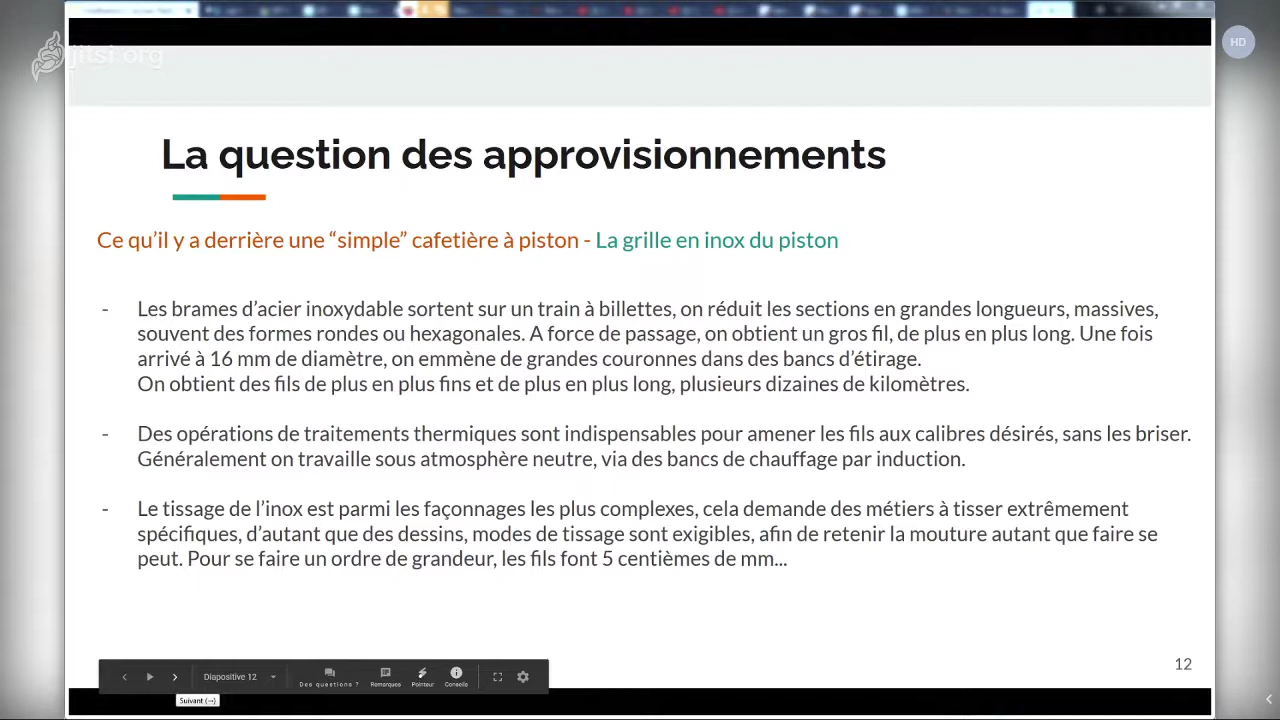 jitsi.org
HD
La question des approvisionnements
Ce qu’il y a derrière une “simple” cafetière à piston - La grille en inox du piston
- Les brames d’acier inoxydable sortent sur un train à billettes, on réduit les sections en grandes longueurs, massives,
souvent des formes rondes ou hexagonales. A force de passage, on obtient un gros fil, de plus en plus long. Une fois
arrivé à 16 mm de diamètre, on emmène de grandes couronnes dans des bancs d’étirage.
On obtient des fils de plus en plus fins et de plus en plus long, plusieurs dizaines de kilomètres.
- Des opérations de traitements thermiques sont indispensables pour amener les fils aux calibres désirés, sans les briser.
Généralement on travaille sous atmosphère neutre, via des bancs de chauffage par induction.
- Le tissage de l’inox est parmi les façonnages les plus complexes, cela demande des métiers à tisser extrêmement
spécifiques, d’autant que des dessins, modes de tissage sont exigibles, afin de retenir la mouture autant que faire se
peut. Pour se faire un ordre de grandeur, les fils font 5 centièmes de mm...
12
Diapositive 12
Des questions ?
Remarques
Pointeur
Conseils
Suivant (→)